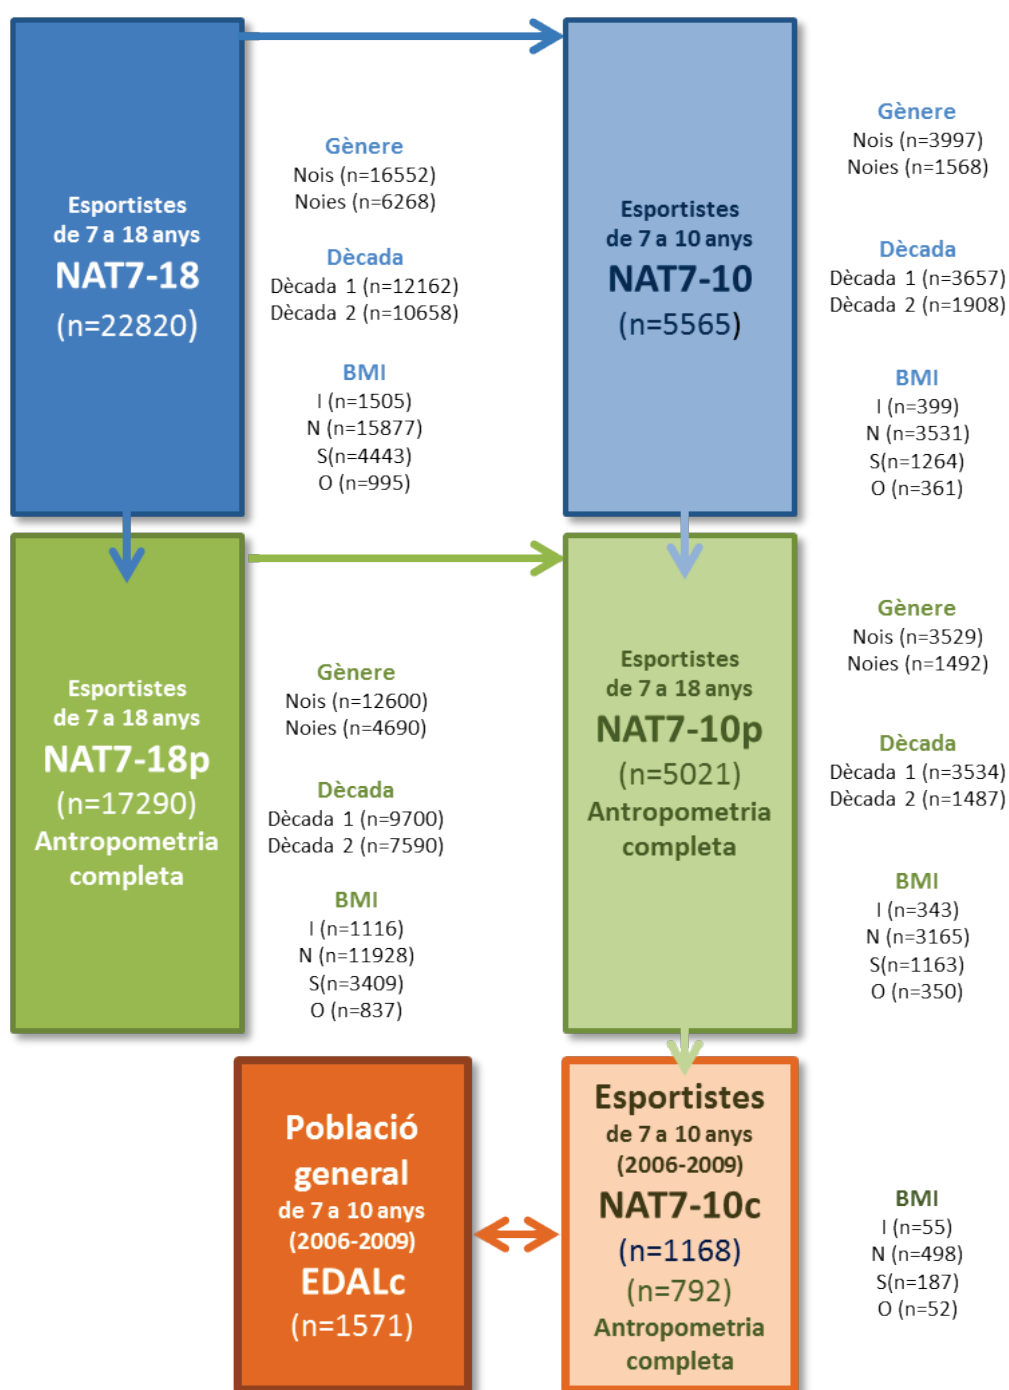 Esportistes
de 7 a 18 anys
NAT7-18
(n=22820)
Gènere
Nois (n=16552)
Noies (n=6268)
Dècada
Dècada 1 (n=12162)
Dècada 2 (n=10658)
BMI
I (n=1505)
N (n=15877)
S(n=4443)
O (n=995)
Esportistes
de 7 a 10 anys
NAT7-10
(n=5565)
Gènere
Nois (n=3997)
Noies (n=1568)
Dècada
Dècada 1 (n=3657)
Dècada 2 (n=1908)
BMI
I (n=399)
N (n=3531)
S(n=1264)
O (n=361)
Esportistes
de 7 a 18 anys
NAT7-18p
(n=17290)
Antropometria
completa
Gènere
Nois (n=12600)
Noies (n=4690)
Dècada
Dècada 1 (n=9700)
Dècada 2 (n=7590)
BMI
I (n=1116)
N (n=11928)
S(n=3409)
O (n=837)
Esportistes
de 7 a 18 anys
NAT7-10p
(n=5021)
Antropometria
completa
Gènere
Nois (n=3529)
Noies (n=1492)
Dècada
Dècada 1 (n=3534)
Dècada 2 (n=1487)
BMI
I (n=343)
N (n=3165)
S(n=1163)
O (n=350)
Població
general
de 7 a 10 anys
(2006-2009)
EDALc
(n=1571)
Esportistes
de 7 a 10 anys
(2006-2009)
NAT7-10c
(n=1168)
(n=792)
Antropometria
completa
BMI
I (n=55)
N (n=498)
S(n=187)
O (n=52)